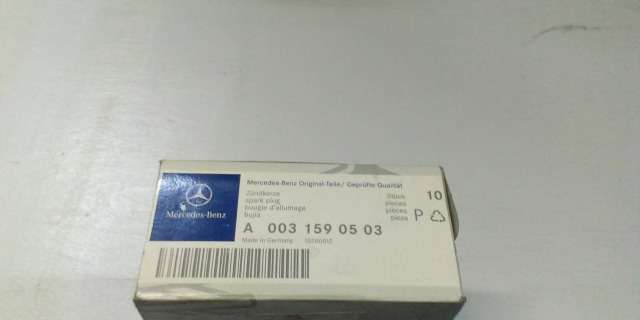 Mercedes-Benz Original-Teile/ Geprüfte Qualität
Zündkerze
spark plug
bougie d'allumage
bujia
Stück
pieces
pièces
pieza
10
P
Mercedes-Benz
A 003 159 05 03
Made in Germany